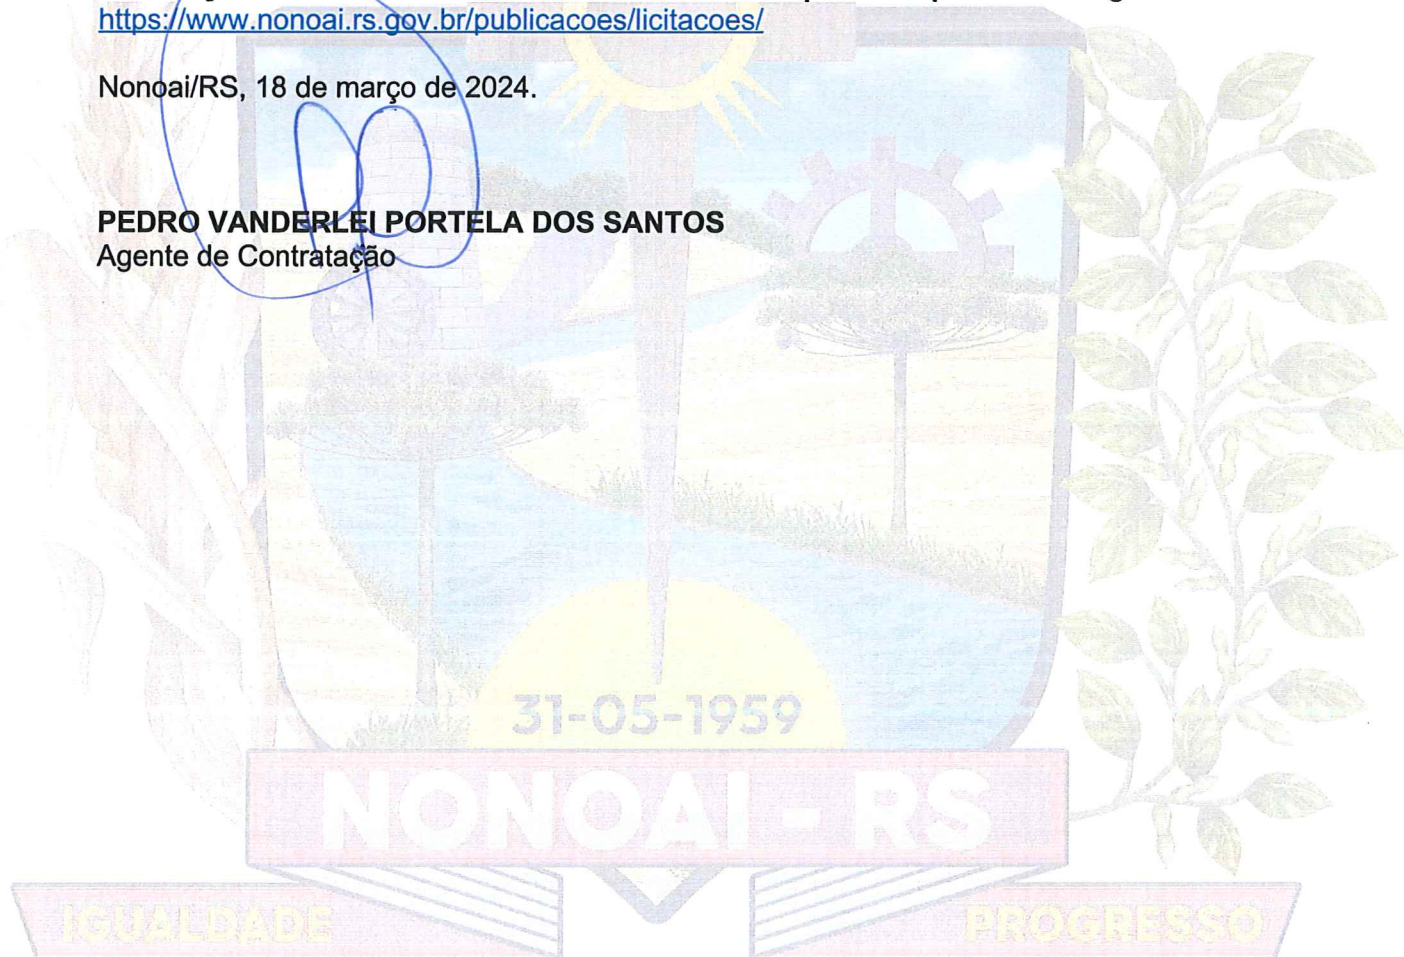 https://www.nonoai.rs.gov.br/publicacoes/licitacoes/
Nonoai/RS, 18 de março de 2024.
PEDRO VANDERLEI PORTELA DOS SANTOS
Agente de Contratação
31-05-1959
NONOAI - RS
IGUALDADE
PROGRESSO